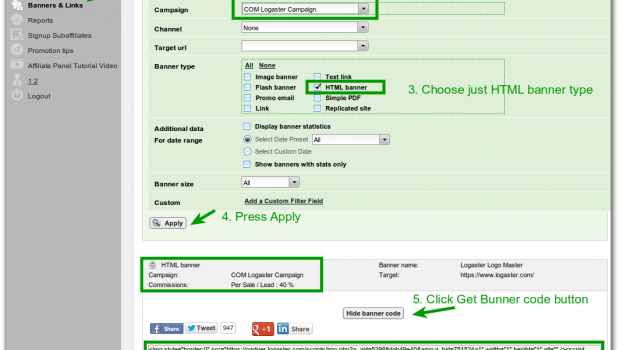 Banners & Links
Reports
Signup Subaffiliates
Promotion tips
Affiliate Panel Tutorial Video
1 2
Logout
Campaign
COM Logaster Campaign
Channel
None
Target url
Banner type
All None
Image banner
Text link
Flash banner
HTML banner
Promo email
Simple PDF
Link
Replicated site
3. Choose just HTML banner type
Additional data
Display banner statistics
For date range
Select Date Preset
All
Select Custom Date
Show banners with stats only
Banner size
All
Custom
Add a Custom Filter Field
Apply
4. Press Apply
HTML banner
Campaign: COM Logaster Campaign
Commissions: Per Sale / Lead : 40 %
Banner name: Logaster Logo Master
Target: https://www.logaster.com/
5. Click Get Bunner code button
Hide banner code
Share
Tweet
947
+1
Share